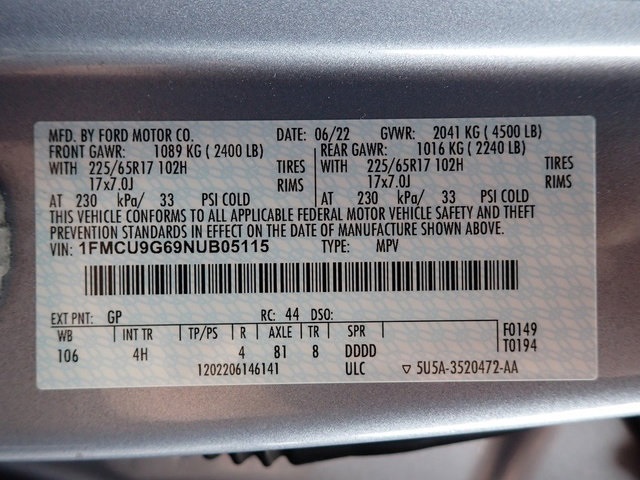 MFD. BY FORD MOTOR CO. DATE: 06/22 GVWR: 2041 KG ( 4500 LB)
FRONT GAWR: 1089 KG ( 2400 LB) REAR GAWR: 1016 KG ( 2240 LB)
WITH 225/65R17 102H TIRES WITH 225/65R17 102H TIRES
17x7.0J RIMS 17x7.0J RIMS
AT 230 kPa/ 33 PSI COLD AT 230 kPa/ 33 PSI COLD
THIS VEHICLE CONFORMS TO ALL APPLICABLE FEDERAL MOTOR VEHICLE SAFETY AND THEFT
PREVENTION STANDARDS IN EFFECT ON THE DATE OF MANUFACTURE SHOWN ABOVE.
VIN: 1FMCU9G69NUB05115 TYPE: MPV
EXT PNT: GP RC: 44 DSO:
WB INT TR TP/PS R AXLE TR SPR F0149
106 4H 4 81 8 DDDD T0194
1202206146141 ULC ▽ 5U5A-3520472-AA